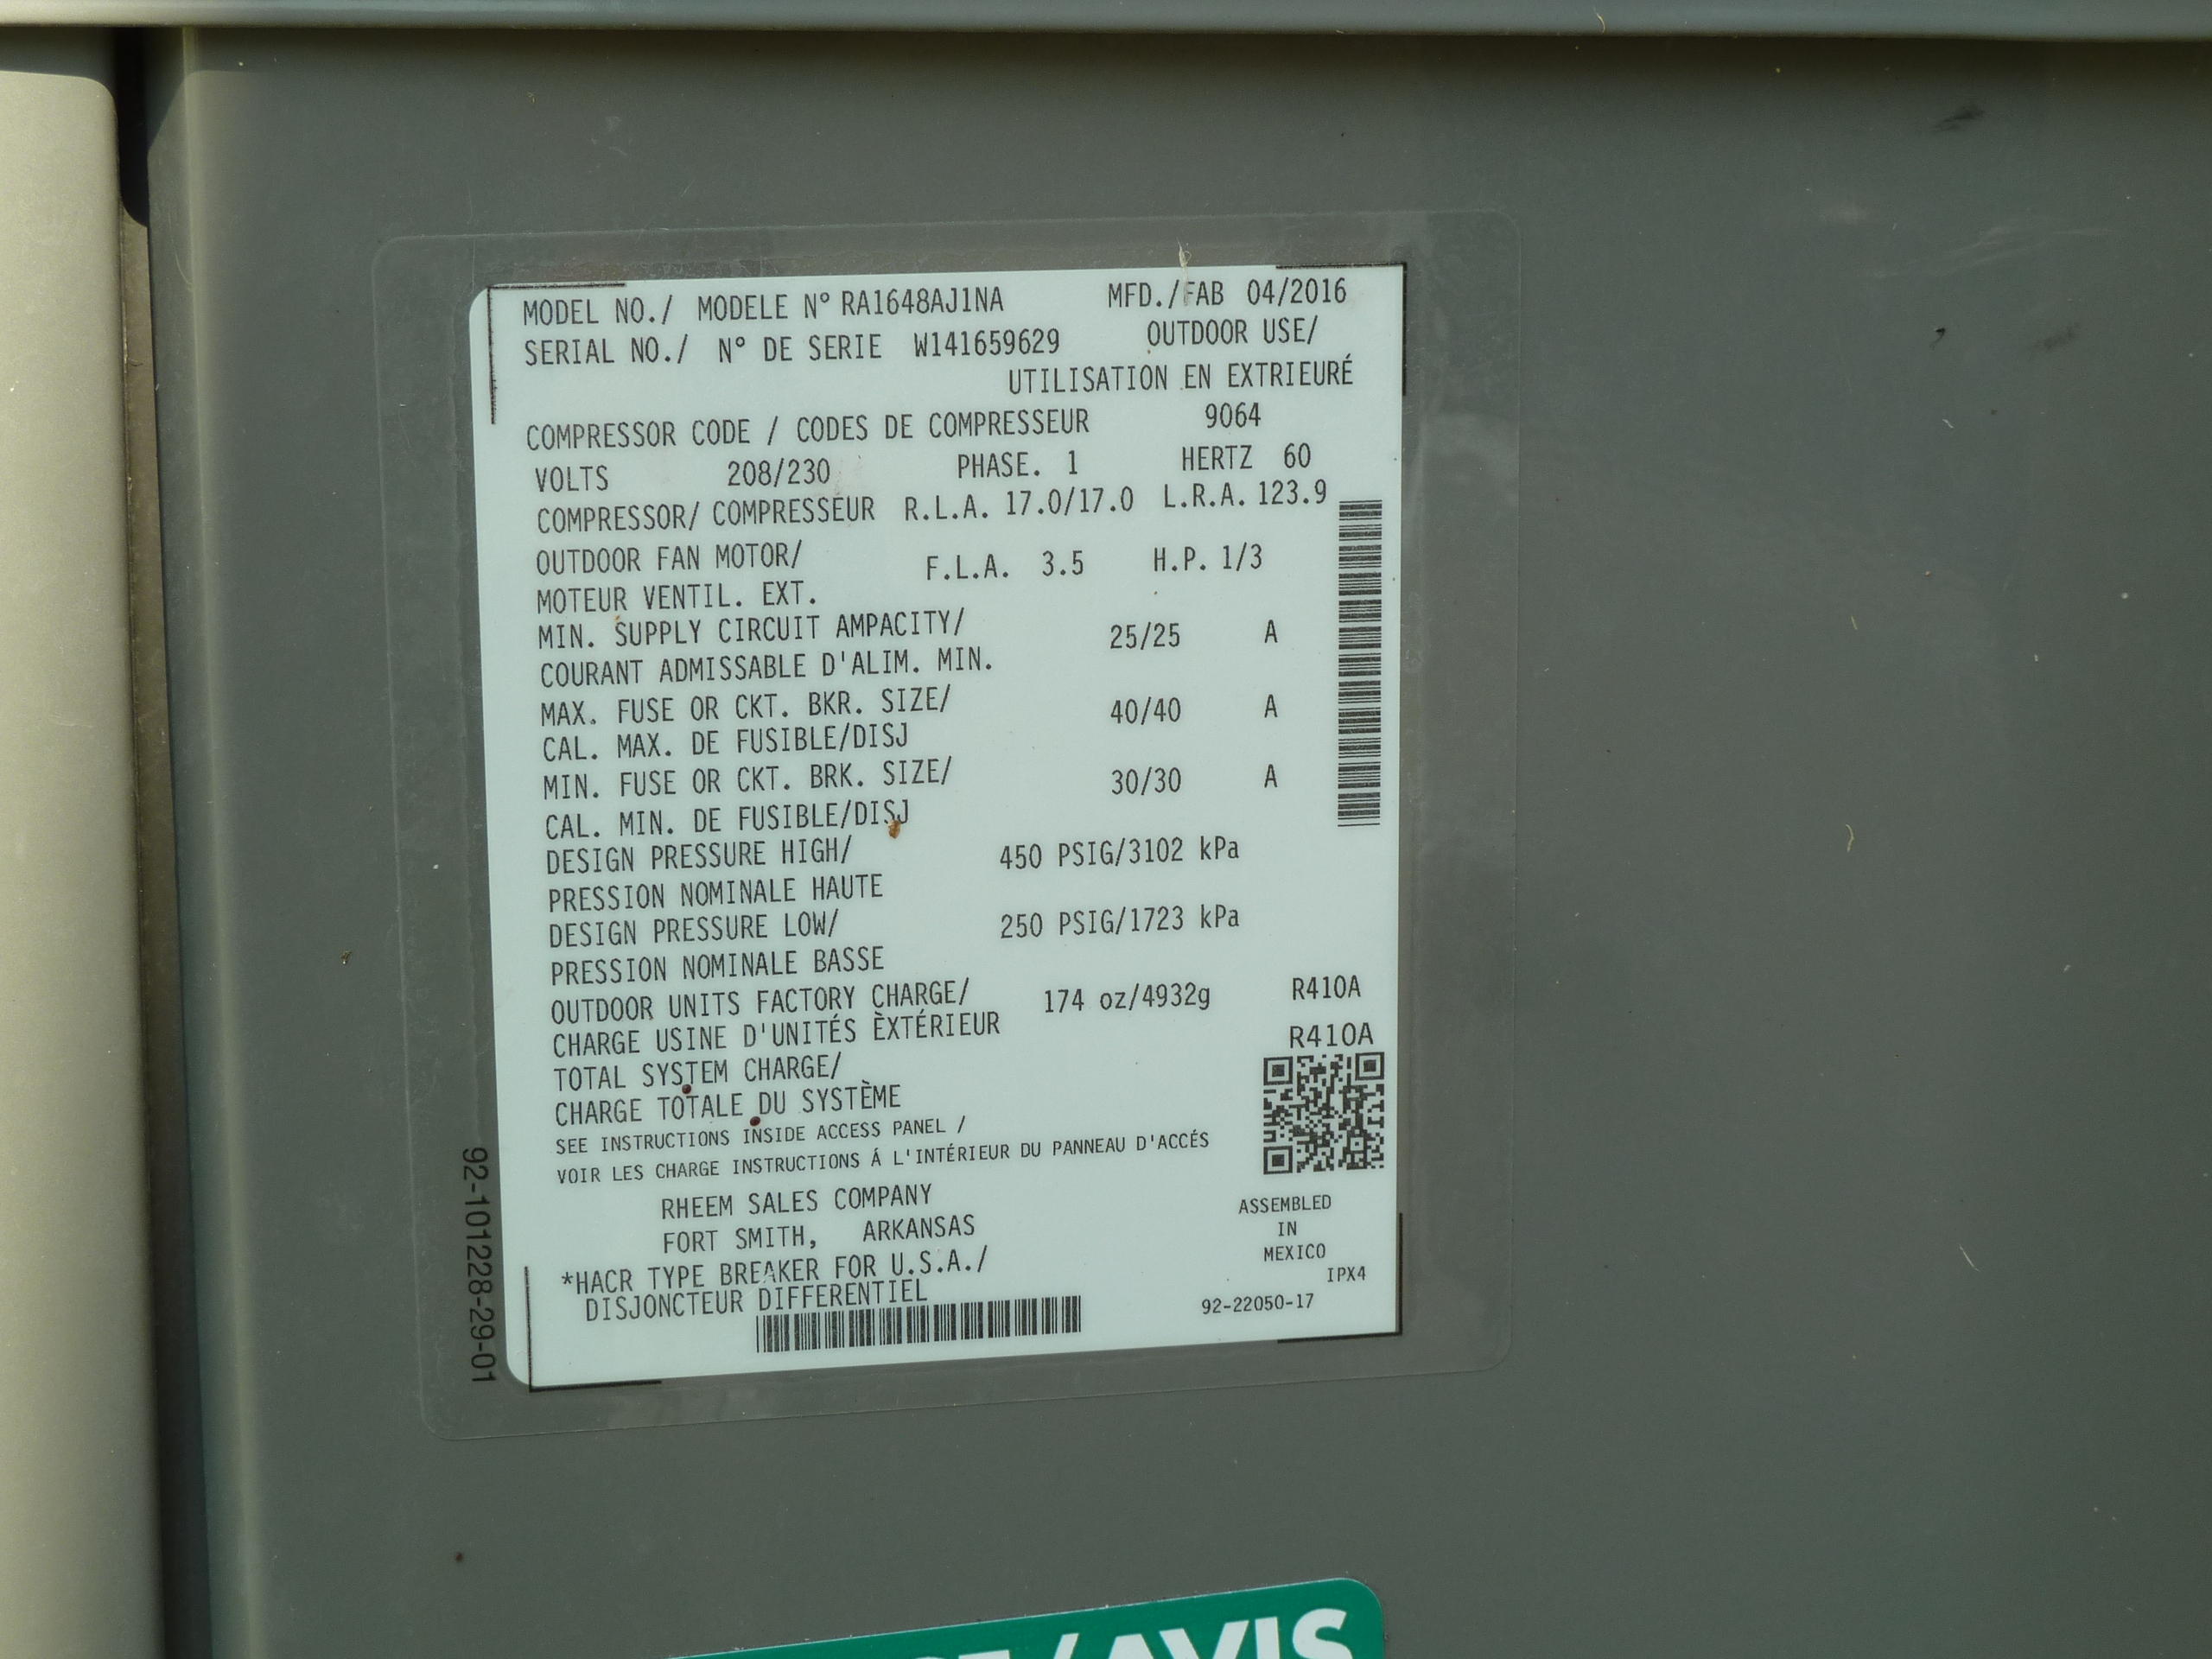 MODEL NO./ MODELE N° RA1648AJ1NA MFD./FAB 04/2016
SERIAL NO./ N° DE SERIE W141659629 OUTDOOR USE/
UTILISATION EN EXTRIEURÉ
COMPRESSOR CODE / CODES DE COMPRESSEUR 9064
VOLTS 208/230 PHASE. 1 HERTZ 60
COMPRESSOR/ COMPRESSEUR R.L.A. 17.0/17.0 L.R.A. 123.9
OUTDOOR FAN MOTOR/ F.L.A. 3.5 H.P. 1/3
MOTEUR VENTIL. EXT.
MIN. SUPPLY CIRCUIT AMPACITY/ 25/25 A
COURANT ADMISSABLE D'ALIM. MIN.
MAX. FUSE OR CKT. BKR. SIZE/ 40/40 A
CAL. MAX. DE FUSIBLE/DISJ
MIN. FUSE OR CKT. BRK. SIZE/ 30/30 A
CAL. MIN. DE FUSIBLE/DISJ
DESIGN PRESSURE HIGH/ 450 PSIG/3102 kPa
PRESSION NOMINALE HAUTE
DESIGN PRESSURE LOW/ 250 PSIG/1723 kPa
PRESSION NOMINALE BASSE
OUTDOOR UNITS FACTORY CHARGE/ 174 oz/4932g R410A
CHARGE USINE D'UNITÉS ÈXTÉRIEUR R410A
TOTAL SYSTEM CHARGE/
CHARGE TOTALE DU SYSTÈME
SEE INSTRUCTIONS INSIDE ACCESS PANEL /
VOIR LES CHARGE INSTRUCTIONS Á L'INTÉRIEUR DU PANNEAU D'ACCÉS
RHEEM SALES COMPANY
FORT SMITH, ARKANSAS
*HACR TYPE BREAKER FOR U.S.A./
DISJONCTEUR DIFFERENTIEL
ASSEMBLED
IN
MEXICO
IPX4
92-22050-17
92-101228-29-01
/AVIS